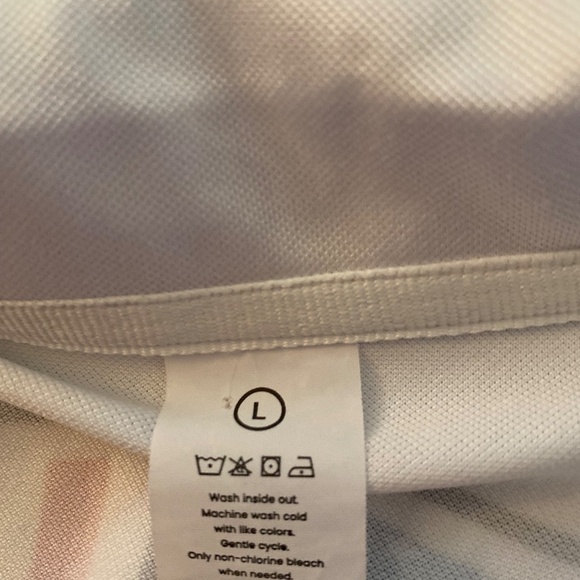 L
Wash inside out.
Machine wash cold
with like colors.
Gentle cycle.
Only non-chlorine bleach
when needed.